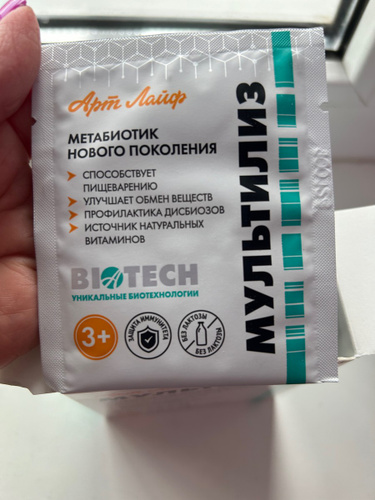 Арт Лайф
МЕТАБИОТИК
НОВОГО ПОКОЛЕНИЯ
СПОСОБСТВУЕТ
ПИЩЕВАРЕНИЮ
УЛУЧШАЕТ ОБМЕН ВЕЩЕСТВ
ПРОФИЛАКТИКА ДИСБИОЗОВ
ИСТОЧНИК НАТУРАЛЬНЫХ
ВИТАМИНОВ
BIOTECH
УНИКАЛЬНЫЕ БИОТЕХНОЛОГИИ
3+
ЗАЩИТА ИММУНИТЕТА
БЕЗ ЛАКТОЗЫ
БЕЗ ЛАКТОЗЫ
МУЛЬТИЛИЗ